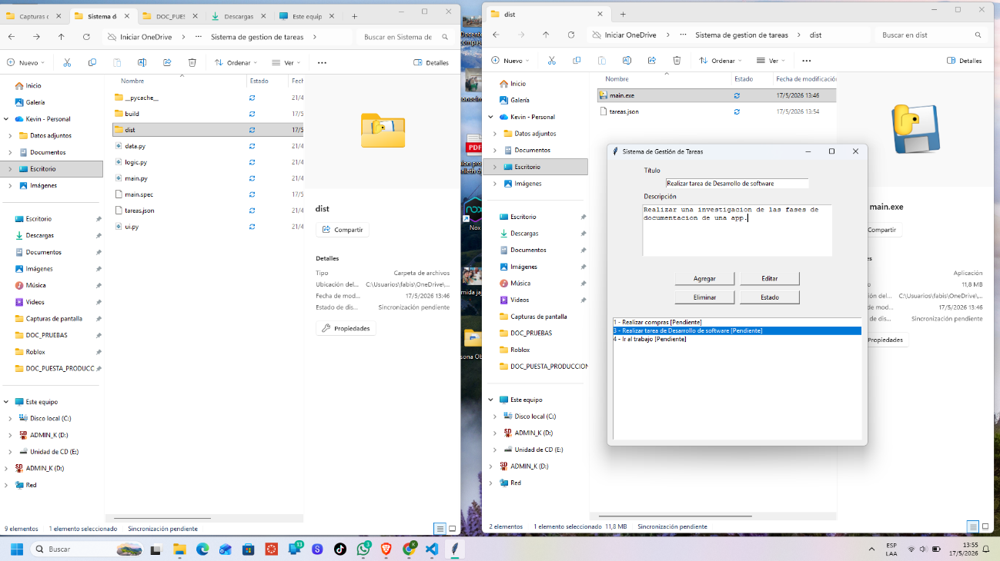 Capturas c
Sistema de
DOC_PUES
Descargas
Este equip
Iniciar OneDrive
Sistema de gestion de tareas
Buscar en Sistema de
Nuevo
Ordenar
Ver
Detalles
Inicio
Galería
Kevin - Personal
Datos adjuntos
Documentos
Escritorio
Imágenes
Escritorio
Descargas
Documentos
Imágenes
Música
Videos
Capturas de pantalla
DOC_PRUEBAS
Roblox
DOC_PUESTA_PRODUCC
Este equipo
Disco local (C:)
ADMIN_K (D:)
Unidad de CD (E:)
ADMIN_K (D:)
Red
Nombre Estado Fech
__pycache__ 21/4
build 17/5
dist 17/5
data.py 21/4
logic.py 21/4
main.py 21/4
main.spec 17/5
tareas.json 21/4
ui.py 21/4
dist
Compartir
Detalles
Tipo Carpeta de archivos
Ubicación del... C:\Usuarios\fabis\OneDrive\...
Fecha de mod... 17/5/2026 13:46
Estado de dis... Sincronización pendiente
Propiedades
9 elementos 1 elemento seleccionado Sincronización pendiente
PDF
Nox
dist
Iniciar OneDrive
Sistema de gestion de tareas
dist
Buscar en dist
Nuevo
Ordenar
Ver
Detalles
Inicio
Galería
Kevin - Personal
Datos adjuntos
Documentos
Escritorio
Imágenes
Escritorio
Descargas
Documentos
Imágenes
Música
Videos
Capturas de pantalla
DOC_PRUEBAS
Roblox
DOC_PUESTA_PRODUCCION
Este equipo
Disco local (C:)
ADMIN_K (D:)
Unidad de CD (E:)
ADMIN_K (D:)
Red
Nombre Estado Fecha de modificación
main.exe 17/5/2026 13:46
tareas.json 17/5/2026 13:54
main.exe
Compartir
Aplicación
11,8 MB
C:\Usuarios\fabis\OneDrive\...
17/5/2026 13:46
Sincronización pendiente
Propiedades
Sistema de Gestión de Tareas
Título
Realizar tarea de Desarrollo de software
Descripción
Realizar una investigacion de las fases de
documentacion de una app.
Agregar Editar
Eliminar Estado
1 - Realizar compras [Pendiente]
3 - Realizar tarea de Desarrollo de software [Pendiente]
4 - Ir al trabajo [Pendiente]
2 elementos 1 elemento seleccionado 11,8 MB Sincronización pendiente
Buscar
13
3
K
ESP
LAA
13:55
17/5/2026